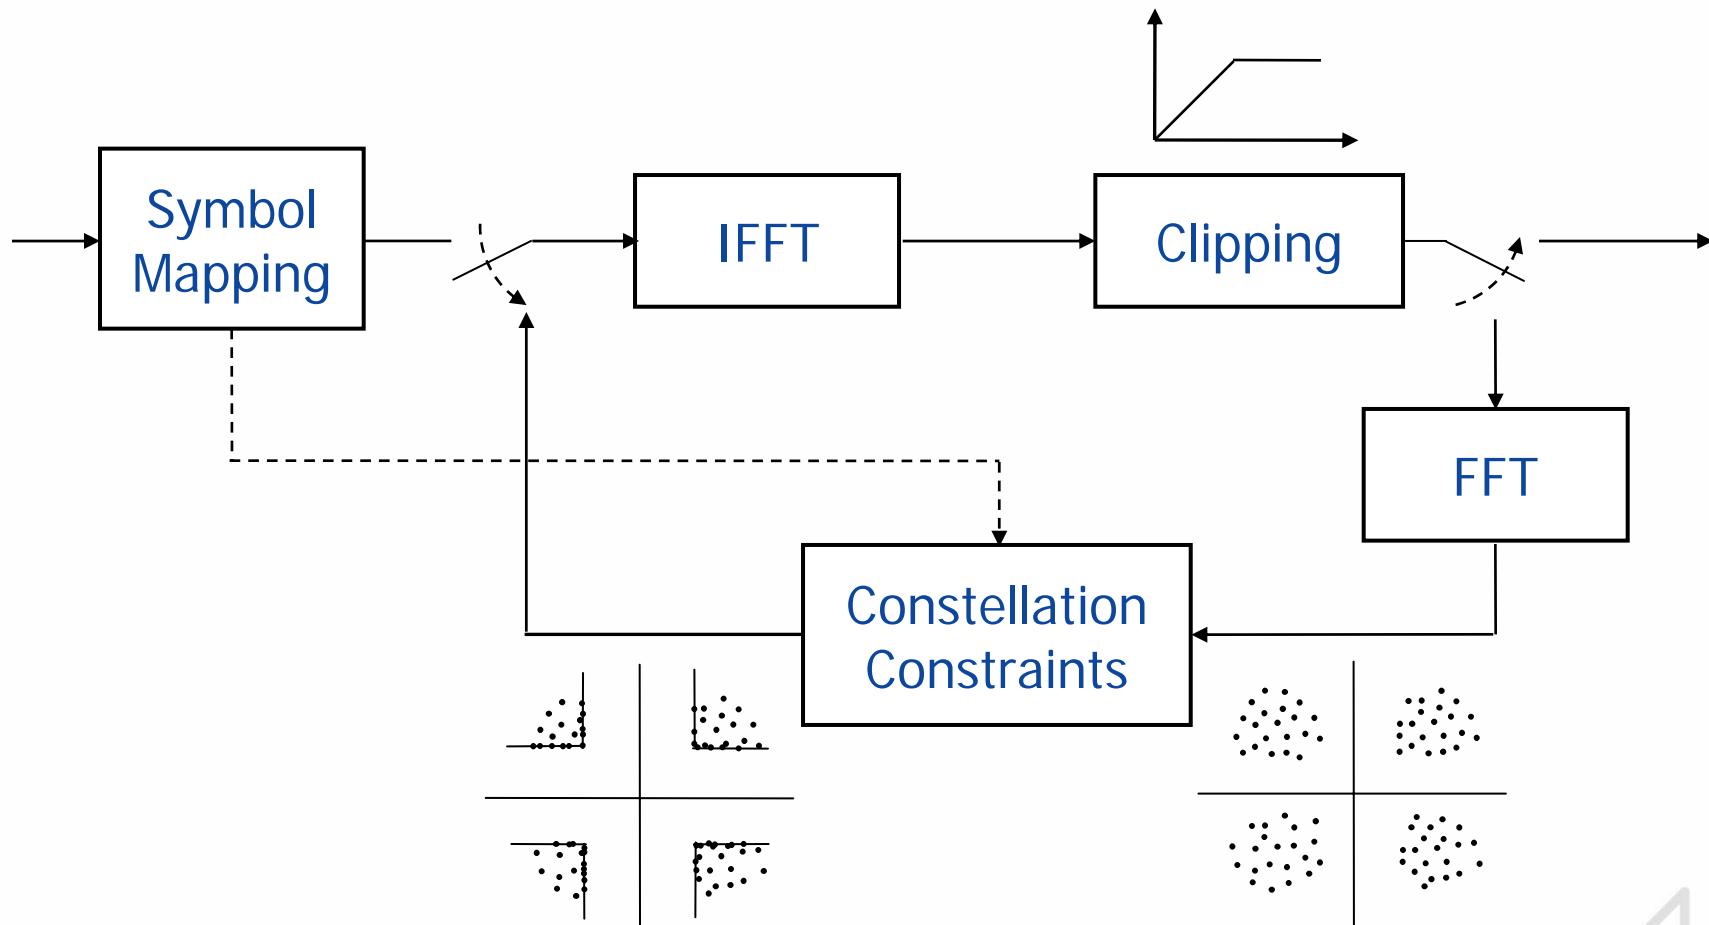 Symbol
Mapping
IFFT
Clipping
FFT
Constellation
Constraints